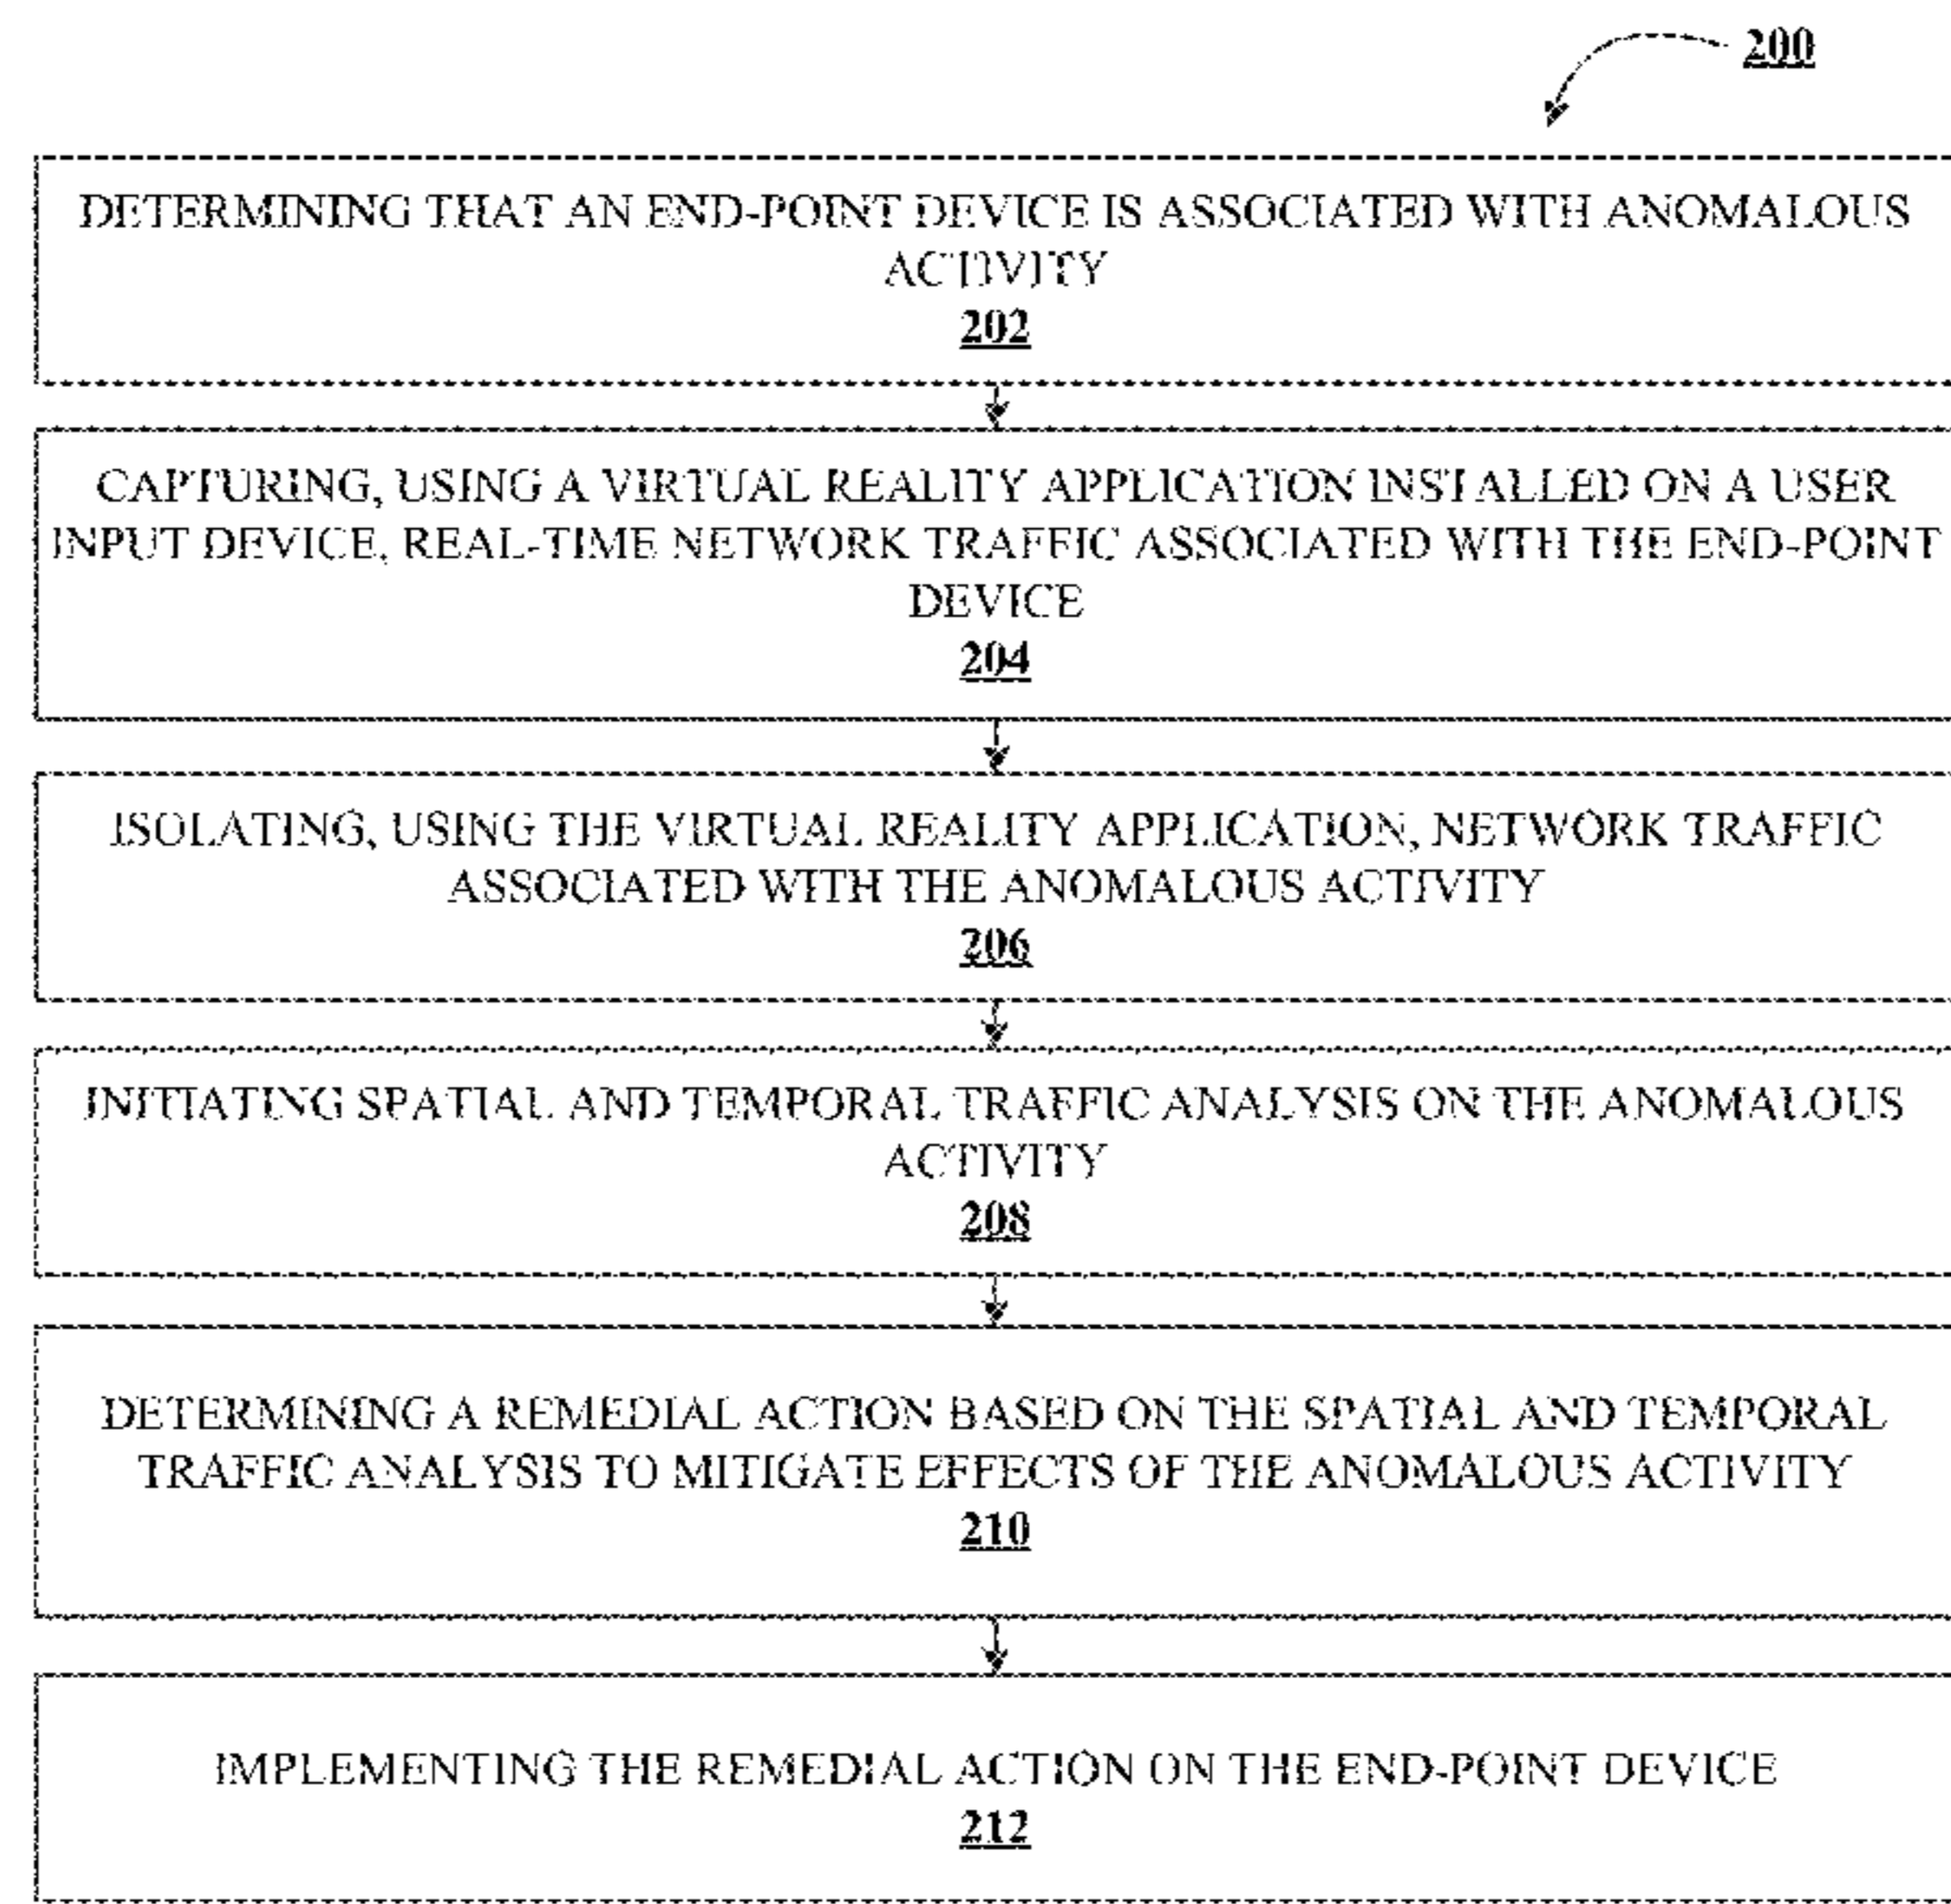 200
DETERMINING THAT AN END-POINT DEVICE IS ASSOCIATED WITH ANOMALOUS
ACTIVITY
202
CAPTURING, USING A VIRTUAL REALITY APPLICATION INSTALLED ON A USER
INPUT DEVICE, REAL-TIME NETWORK TRAFFIC ASSOCIATED WITH THE END-POINT
DEVICE
204
ISOLATING, USING THE VIRTUAL REALITY APPLICATION, NETWORK TRAFFIC
ASSOCIATED WITH THE ANOMALOUS ACTIVITY
206
INITIATING SPATIAL AND TEMPORAL TRAFFIC ANALYSIS ON THE ANOMALOUS
ACTIVITY
208
DETERMINING A REMEDIAL ACTION BASED ON THE SPATIAL AND TEMPORAL
TRAFFIC ANALYSIS TO MITIGATE EFFECTS OF THE ANOMALOUS ACTIVITY
210
IMPLEMENTING THE REMEDIAL ACTION ON THE END-POINT DEVICE
212